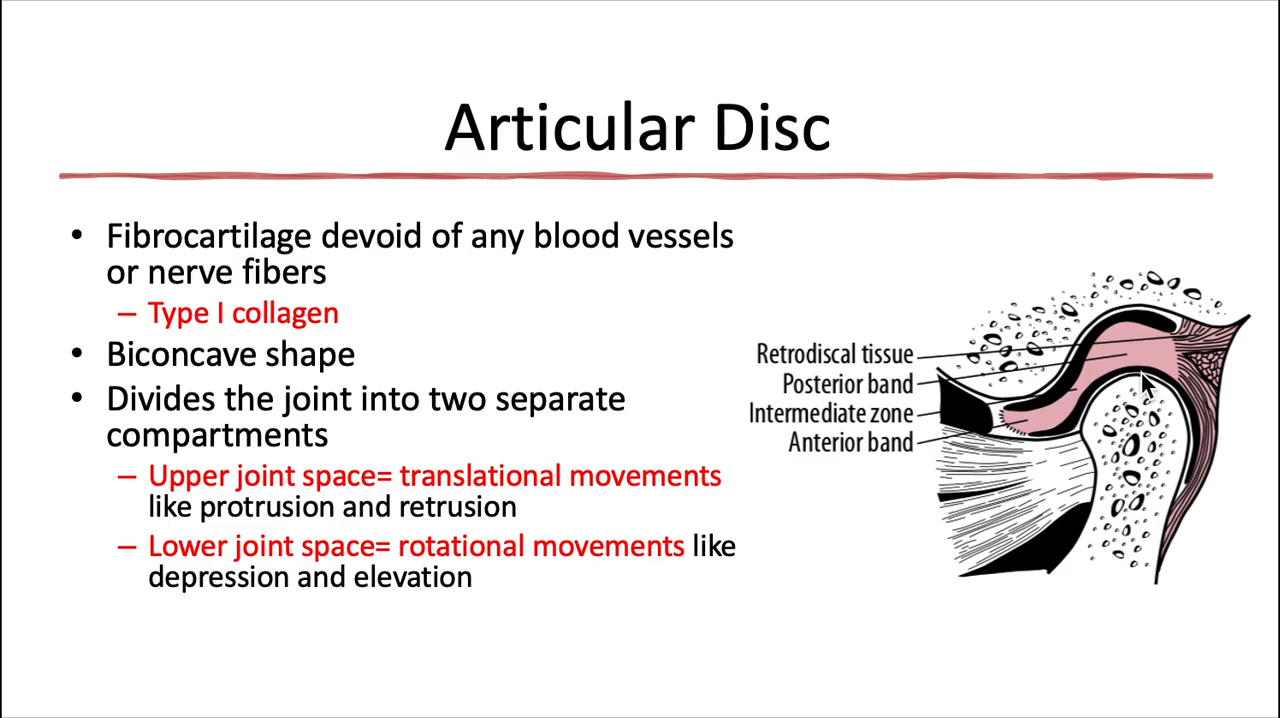 Articular Disc
• Fibrocartilage devoid of any blood vessels
or nerve fibers
– Type I collagen
• Biconcave shape
• Divides the joint into two separate
compartments
– Upper joint space= translational movements
like protrusion and retrusion
– Lower joint space= rotational movements like
depression and elevation
Retrodiscal tissue
Posterior band
Intermediate zone
Anterior band